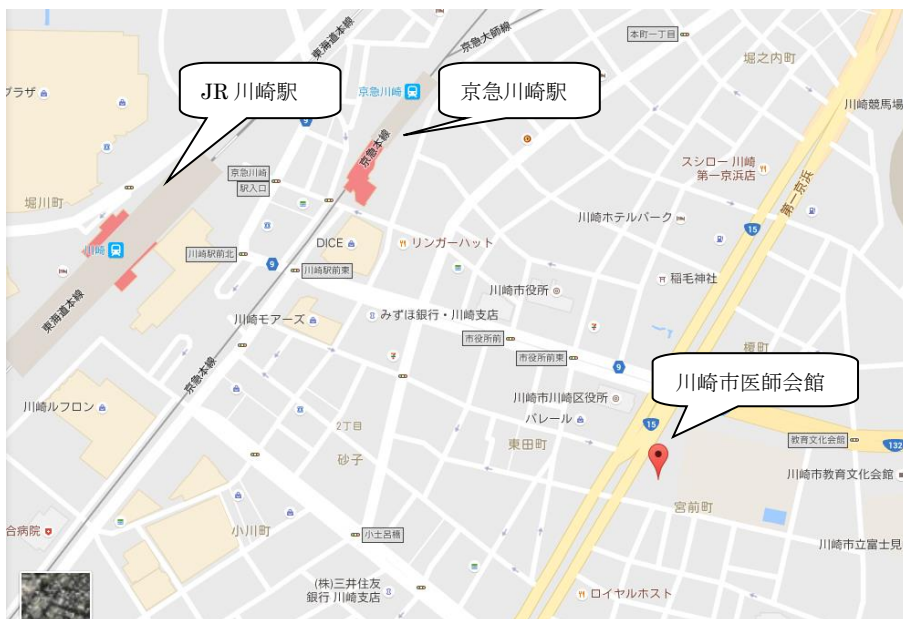 東海道本線
京急大師線
本町一丁目
堀之内町
プラザ
JR 川崎駅
京急川崎
京急川崎駅
川崎競馬場
9
京急本線
スシロー 川崎
第一京浜店
第一京浜
京急川崎
駅入口
堀川町
川崎ホテルパーク
15
川崎
川崎駅前北
DICE
リンガーハット
9
川崎駅前東
稲毛神社
東海道本線
川崎市役所
川崎モアーズ
みずほ銀行・川崎支店
市役所前
市役所前東
榎町
9
川崎市医師会館
京急本線
川崎ルフロン
川崎市川崎区役所
パレール
2丁目
砂子
東田町
15
教育文化会館
132
川崎市教育文化会館
宮前町
合病院
小川町
小土呂橋
川崎市立富士見
(株)三井住友
銀行 川崎支店
ロイヤルホスト